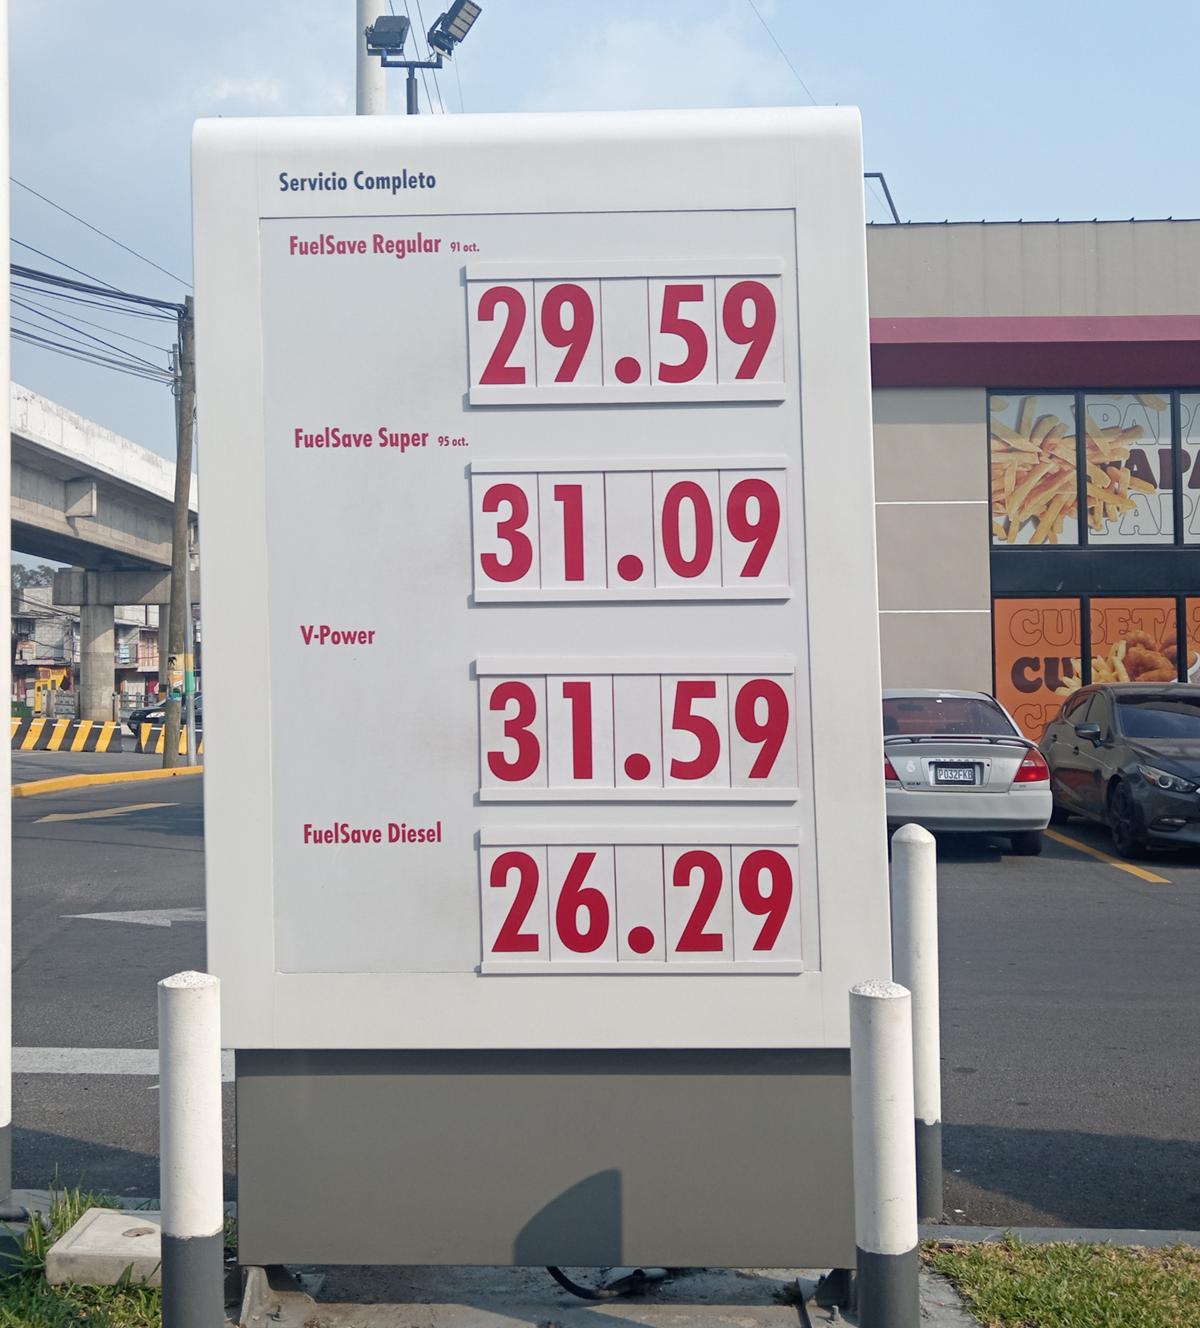 Servicio Completo
FuelSave Regular 91 oct.
29.59
FuelSave Super 95 oct.
31.09
V-Power
31.59
FuelSave Diesel
26.29
P032FKB